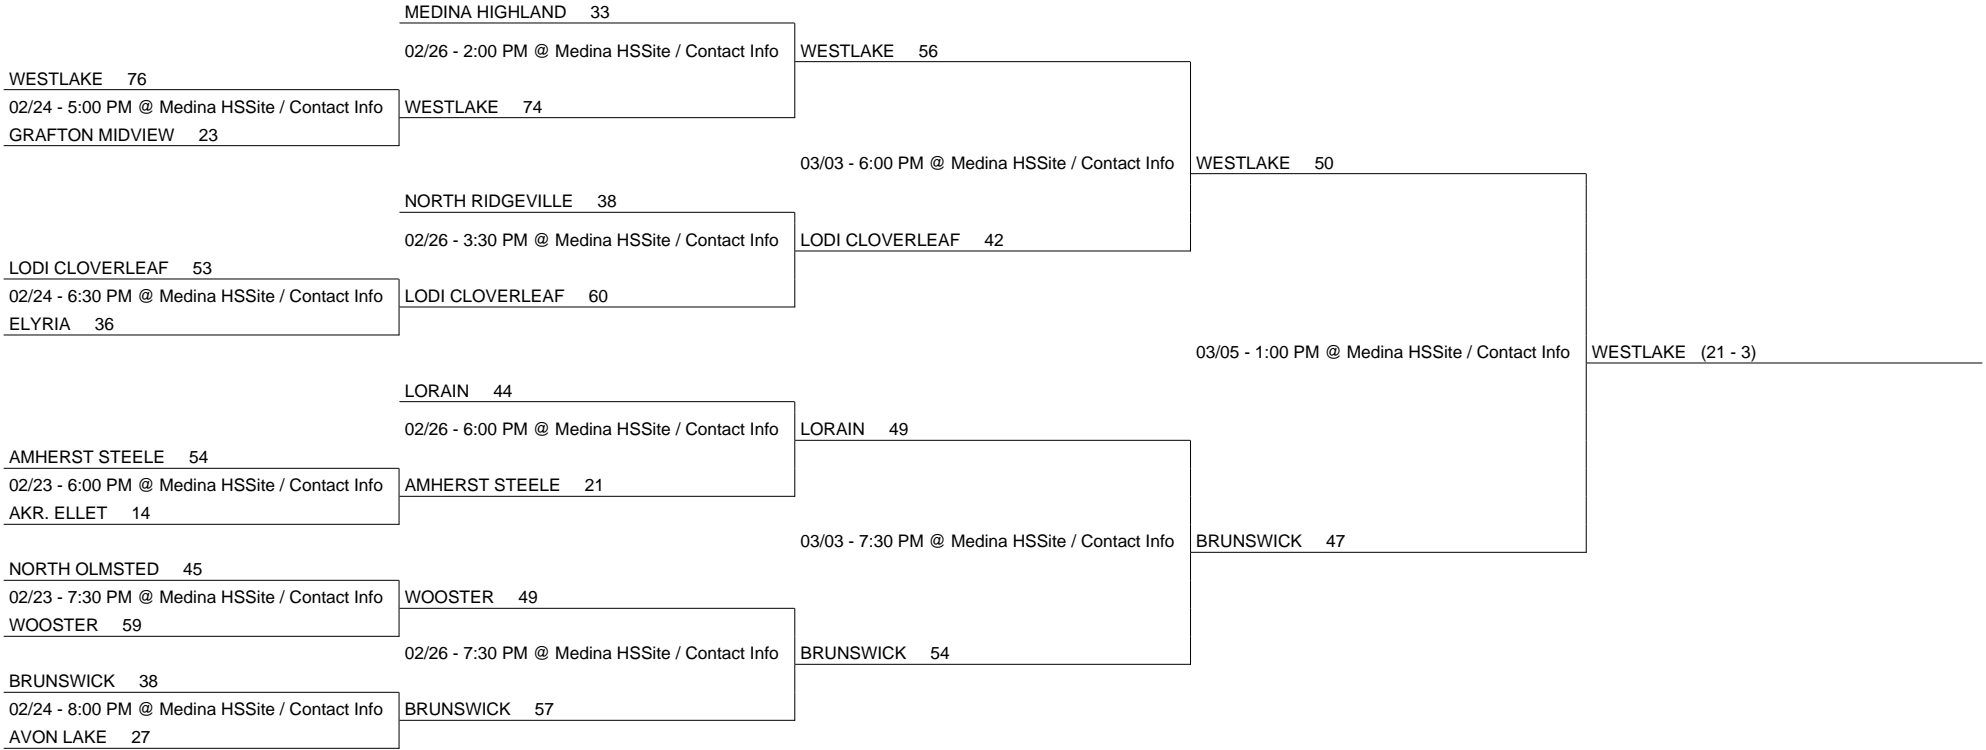 MEDINA HIGHLAND 33
02/26 - 2:00 PM @ Medina HSSite / Contact Info
WESTLAKE 56
WESTLAKE 76
02/24 - 5:00 PM @ Medina HSSite / Contact Info
WESTLAKE 74
GRAFTON MIDVIEW 23
03/03 - 6:00 PM @ Medina HSSite / Contact Info
WESTLAKE 50
NORTH RIDGEVILLE 38
02/26 - 3:30 PM @ Medina HSSite / Contact Info
LODI CLOVERLEAF 42
LODI CLOVERLEAF 53
02/24 - 6:30 PM @ Medina HSSite / Contact Info
LODI CLOVERLEAF 60
ELYRIA 36
03/05 - 1:00 PM @ Medina HSSite / Contact Info
WESTLAKE (21 - 3)
LORAIN 44
02/26 - 6:00 PM @ Medina HSSite / Contact Info
LORAIN 49
AMHERST STEELE 54
02/23 - 6:00 PM @ Medina HSSite / Contact Info
AMHERST STEELE 21
AKR. ELLET 14
03/03 - 7:30 PM @ Medina HSSite / Contact Info
BRUNSWICK 47
NORTH OLMSTED 45
02/23 - 7:30 PM @ Medina HSSite / Contact Info
WOOSTER 49
WOOSTER 59
02/26 - 7:30 PM @ Medina HSSite / Contact Info
BRUNSWICK 54
BRUNSWICK 38
02/24 - 8:00 PM @ Medina HSSite / Contact Info
BRUNSWICK 57
AVON LAKE 27